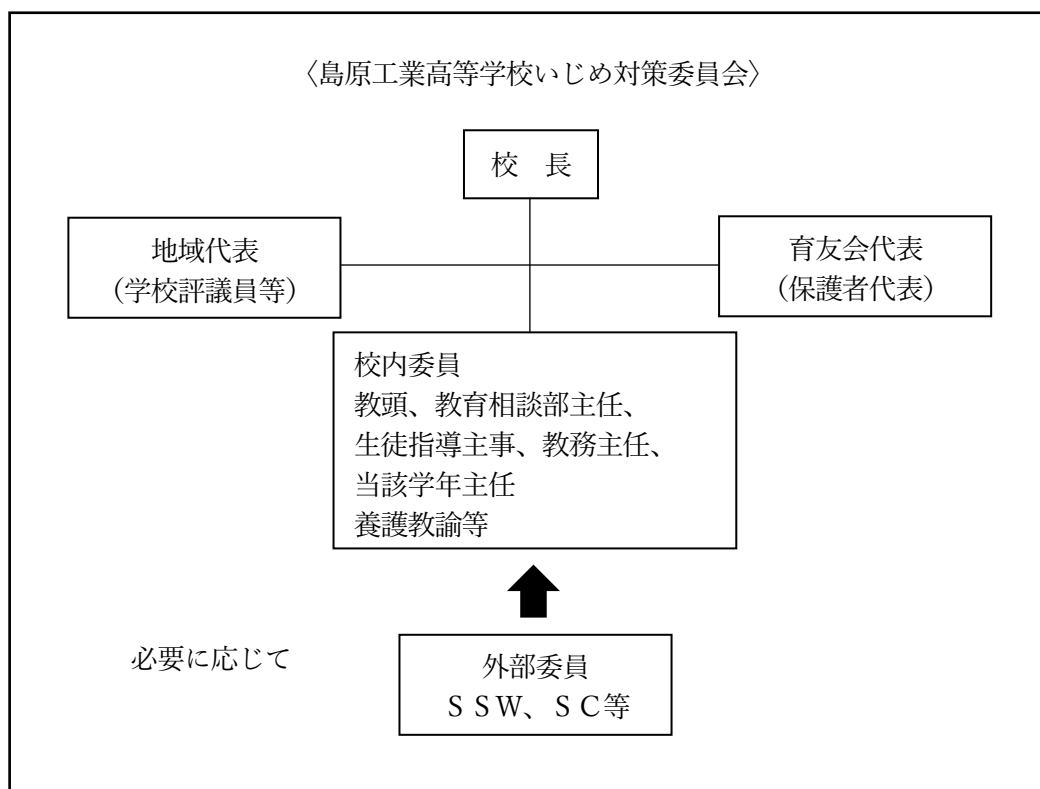 〈島原工業高等学校いじめ対策委員会〉
校　長
地域代表
（学校評議員等）
育友会代表
（保護者代表）
校内委員
教頭、教育相談部主任、
生徒指導主事、教務主任、
当該学年主任
養護教諭等
必要に応じて
外部委員
ＳＳＷ、ＳＣ等